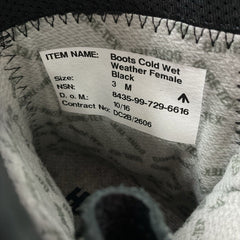 ITEM NAME: Boots Cold Wet
Weather Female
Black
Size: 3 M
NSN: 8435-99-729-6616
D. o. M.: 10/16
Contract No: DC2B/2606